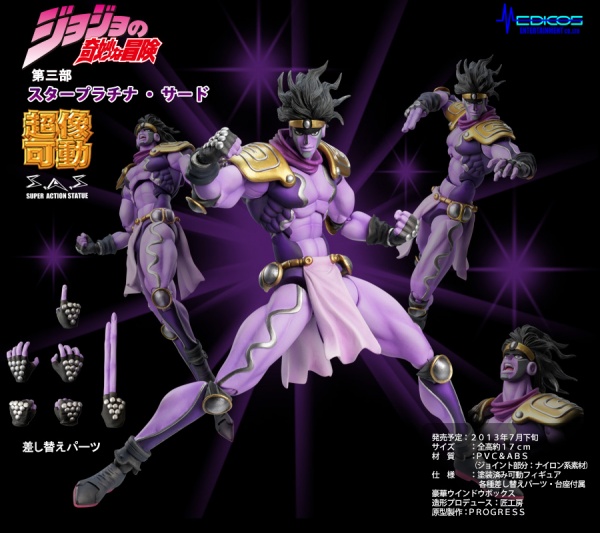 ジョジョの
奇妙な冒険
第三部
スタープラチナ・サード
超像
可動
S.A.S
SUPER ACTION STATUE
MEDICOS
ENTERTAINMENT co.,Ltd
差し替えパーツ
発売予定：2013年7月下旬
サイズ ：全高約17cm
材 質 ：PVC&ABS
（ジョイント部分：ナイロン系素材）
仕 様 ：塗装済み可動フィギュア
各種差し替えパーツ・台座付属
豪華ウインドウボックス
造形プロデュース：匠工房
原型製作：PROGRESS